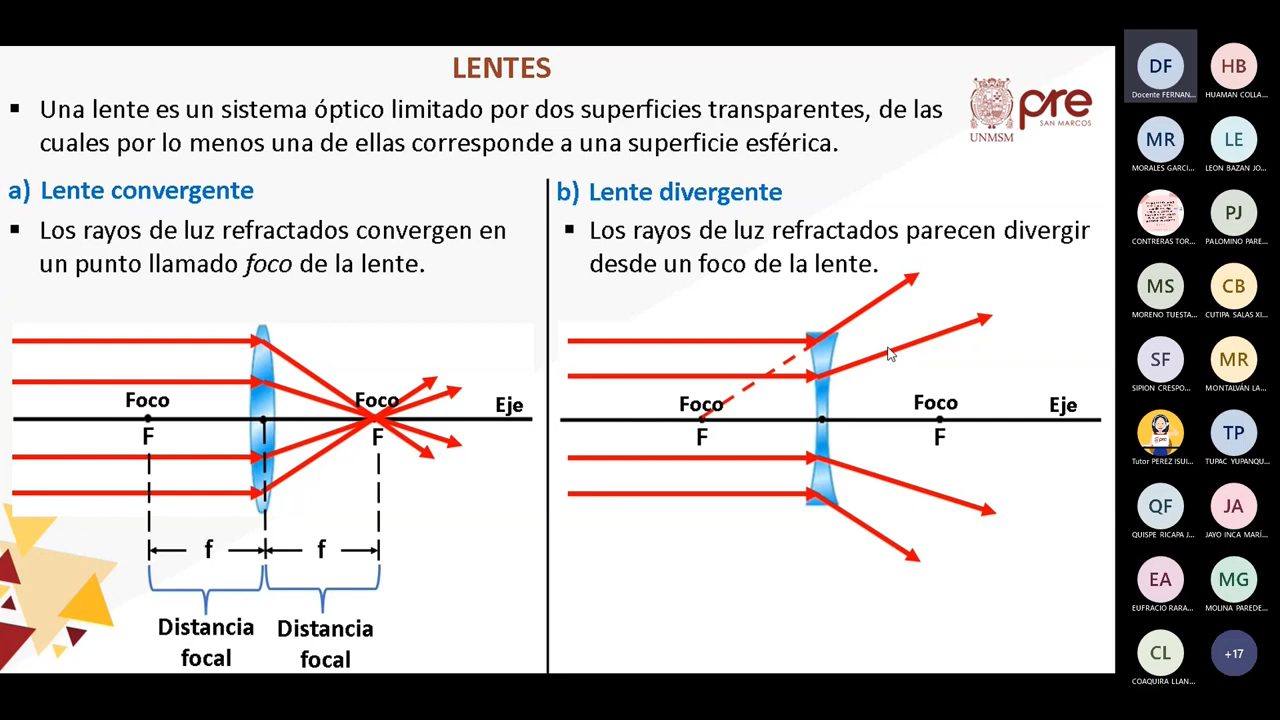 LENTES
▪ Una lente es un sistema óptico limitado por dos superficies transparentes, de las
cuales por lo menos una de ellas corresponde a una superficie esférica.
UNMSM
pre
SAN MARCOS
a) Lente convergente
▪ Los rayos de luz refractados convergen en
un punto llamado foco de la lente.
Foco
F
Foco
F
Eje
f
f
Distancia
focal
Distancia
focal
b) Lente divergente
▪ Los rayos de luz refractados parecen divergir
desde un foco de la lente.
Foco
F
Foco
F
Eje
DF
Docente FERNAN...
HB
HUAMAN COLLA...
MR
MORALES GARCI...
LE
LEON BAZAN JO...
CONTRERAS TOR...
PJ
PALOMINO PARE...
MS
MORENO TUESTA...
CB
CUTIPA SALAS XI...
SF
SIPION CRESPO...
MR
MONTALVÁN LA...
Tutor PEREZ ISUI...
TP
TUPAC YUPANQU...
QF
QUISPE RICAPA J...
JA
JAYO INCA MARÍ...
EA
EUFRACIO RARA...
MG
MOLINA PAREDE...
CL
COAQUIRA LLAN...
+17